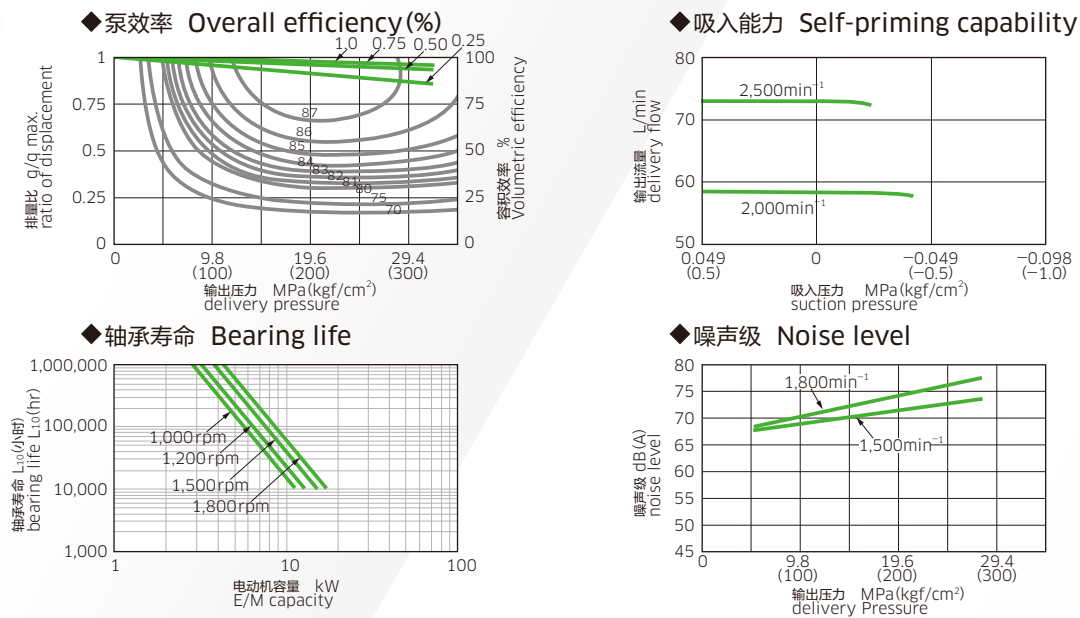 ◆泵效率 Overall efficiency(%)
1.0 0.75 0.50 0.25
1
0.75
0.5
0.25
0
排量比 g/g max.
ratio of displacement
87
86
85
84
83
82
81
80
75
70
100
75
50
25
0
容积效率 %
Volumetric efficiency
0 9.8 19.6 29.4
(100) (200) (300)
输出压力 MPa(kgf/cm²)
delivery pressure
◆吸入能力 Self-priming capability
80
70
60
50
输出流量 L/min
delivery flow
2,500min⁻¹
2,000min⁻¹
0.049 0 −0.049 −0.098
(0.5) (−0.5) (−1.0)
吸入压力 MPa(kgf/cm²)
suction pressure
◆轴承寿命 Bearing life
1,000,000
100,000
10,000
1,000
轴承寿命 L₁₀(小时)
bearing life L₁₀(hr)
1,000rpm
1,200rpm
1,500rpm
1,800rpm
1 10 100
电动机容量 kW
E/M capacity
◆噪声级 Noise level
80
75
70
65
60
55
50
45
噪声级 dB(A)
noise level
1,800min⁻¹
1,500min⁻¹
0 9.8 19.6 29.4
(100) (200) (300)
输出压力 MPa(kgf/cm²)
delivery Pressure